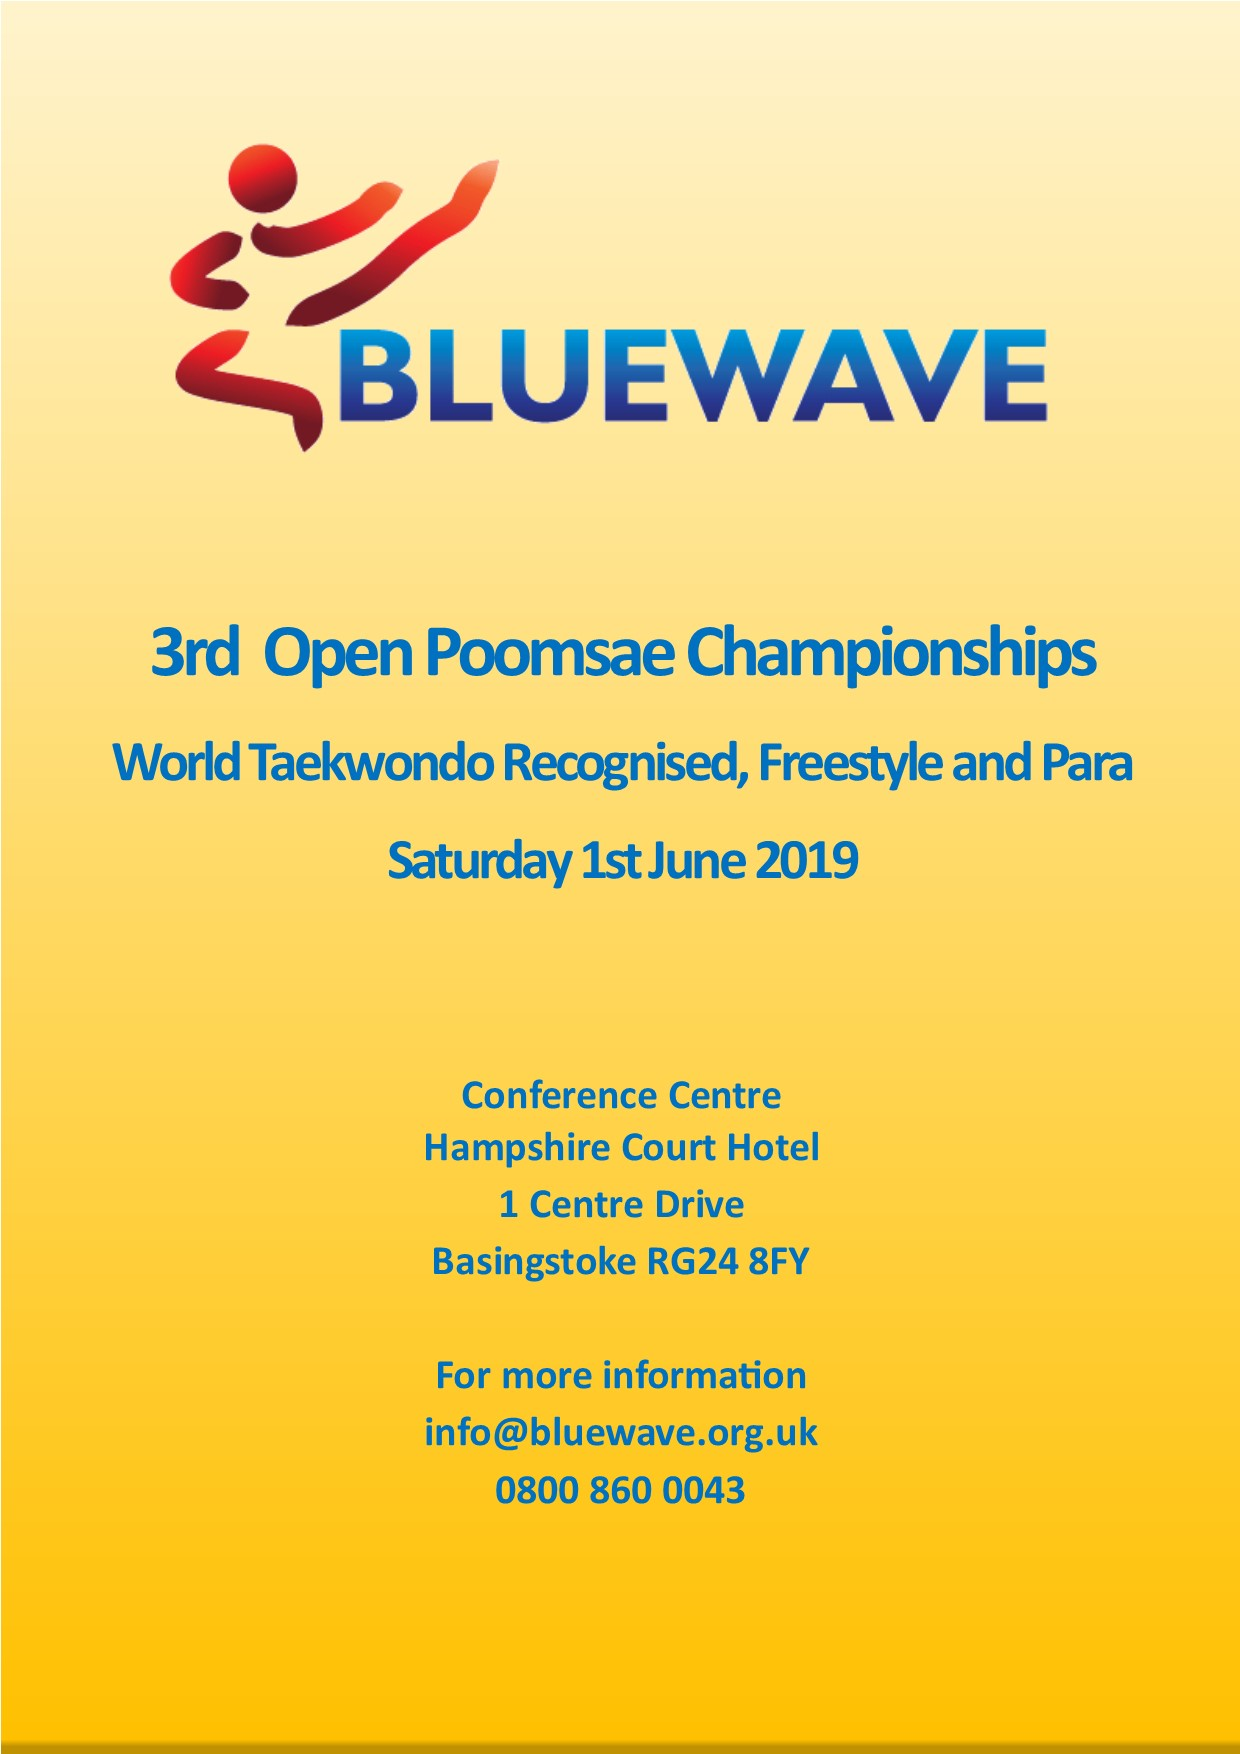 BLUEWAVE
3rd Open Poomsae Championships
World Taekwondo Recognised, Freestyle and Para
Saturday 1st June 2019
Conference Centre
Hampshire Court Hotel
1 Centre Drive
Basingstoke RG24 8FY
For more information
info@bluewave.org.uk
0800 860 0043